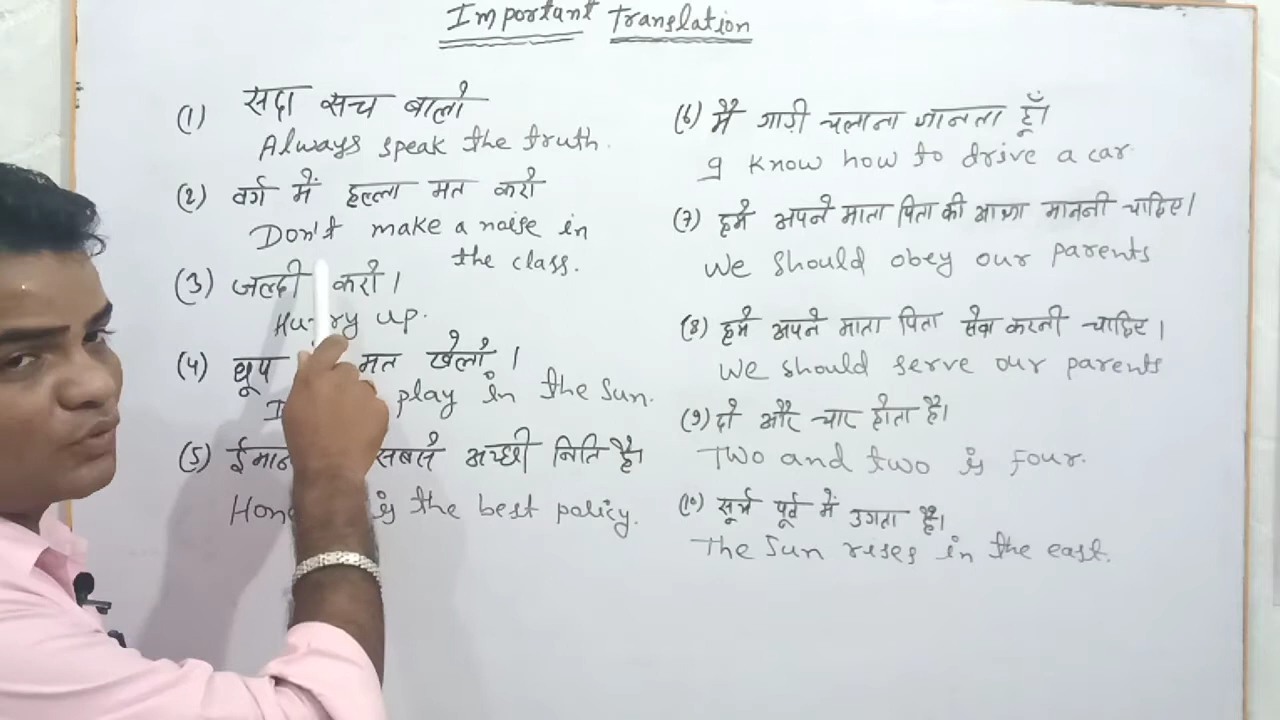 Important Translation
(1) सदा सच बालो
Always speak the truth.
(2) वर्ग में हल्ला मत करो
Don't make a noise in
the class.
(3) जल्दी करो।
Hurry up.
(4) धूप मत खेलो।
play in the Sun.
(5) सबसे अच्छी निति है।
is the best policy.
(6) मैं गाड़ी चलाना जानता हूँ।
I know how to drive a car.
(7) हमें अपने माता पिता की आज्ञा माननी चाहिए।
We should obey our parents
(8) हमें अपने माता पिता सेवा करनी चाहिए।
We should serve our parents
(9) दो और चार होता है।
Two and two is four.
(10) सूर्य पूर्व में उगता है।
The Sun rises in the east.